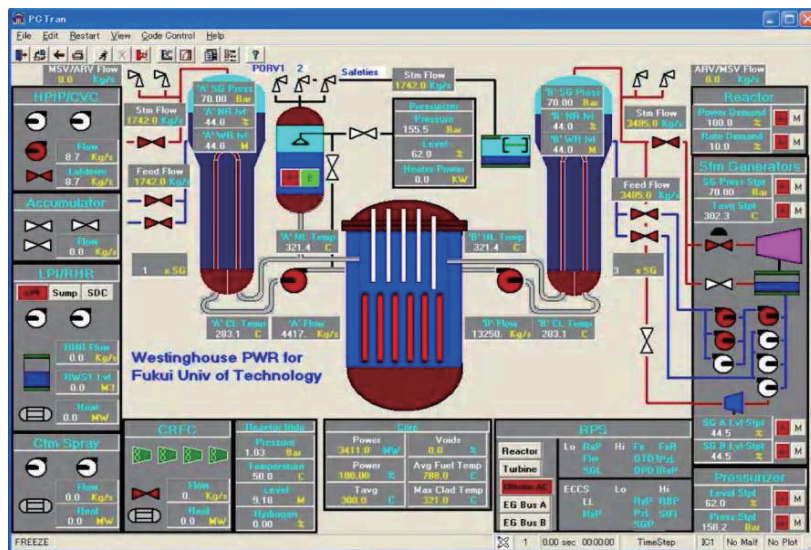 PCTran
File Edit Restart View Code Control Help
MSV/ARV Flow
0.0 Kg/s
PORV1 2
Safeties
Stm Flow
1742.0 Kg/s
ARV/MSV Flow
0.0 Kg/s
HPIP/CVC
Flow
8.7 Kg/s
Letdown
8.7 Kg/s
Stm Flow
1742.0 Kg/s
Feed Flow
1742.0 Kg/s
'A' SG Press
70.00 Bar
'A' NR lvl
44.0 %
'A' WR lvl
44.0 M
Pressurizer
Pressure
155.5 Bar
Level
62.0 %
Heater Power
0.0 KW
'B' SG Press
70.00 Bar
'B' NR lvl
44.0 %
'B' WR lvl
44.0 M
Stm Flow
3485.0 Kg/s
Feed Flow
3485.0 Kg/s
Reactor
Power Demand
100.0 %
Rate Demand
10.0 %
M
M
Stm Generators
SG Press Stpt
70.00 Bar
Tavg Stpt
302.3 C
M
M
Accumulator
Flow
0.0 Kg/s
'A' HL Temp
321.4 C
'B' HL Temp
321.4 C
1 x SG
3 x SG
LPI/RHR
Sump SDC
RHR Flow
0.0 Kg/s
RWST Lvl
0.0 MT
Heat
0.0 MW
'A' CL Temp
283.1 C
'A' Flow
4417. Kg/s
'B' Flow
13250. Kg/s
'B' CL Temp
283.1 C
Westinghouse PWR for
Fukui Univ of Technology
Ctm-Spray
Flow
0.0 Kg/s
Heat
0.0 MW
CRFC
Flow
0. Kg/s
Heat
0.0 MW
Reactor Bldg
Pressure
1.03 Bar
Temperature
50.0 C
Level
9.18 M
Hydrogen
0.00 %
Core
Power
3411.0 MW
Voids
0.0 %
Power
100.00 %
Avg Fuel Temp
788.0 C
Tavg
300.0 C
Max Clad Temp
321.0 C
RPS
Reactor
Turbine
EG Bus A
EG Bus B
Lo RxP Hi
ECCS Lo Hi
LL
RxP
SG A Lvl Stpt
44.5 %
SG B Lvl Stpt
44.5 %
M
M
Pressurizer
Level Stpt
62.0 %
Press Stpt
M
M
FREEZE 1 0.00 sec 00:00:00 TimeStep IC1 No Malf No Plot